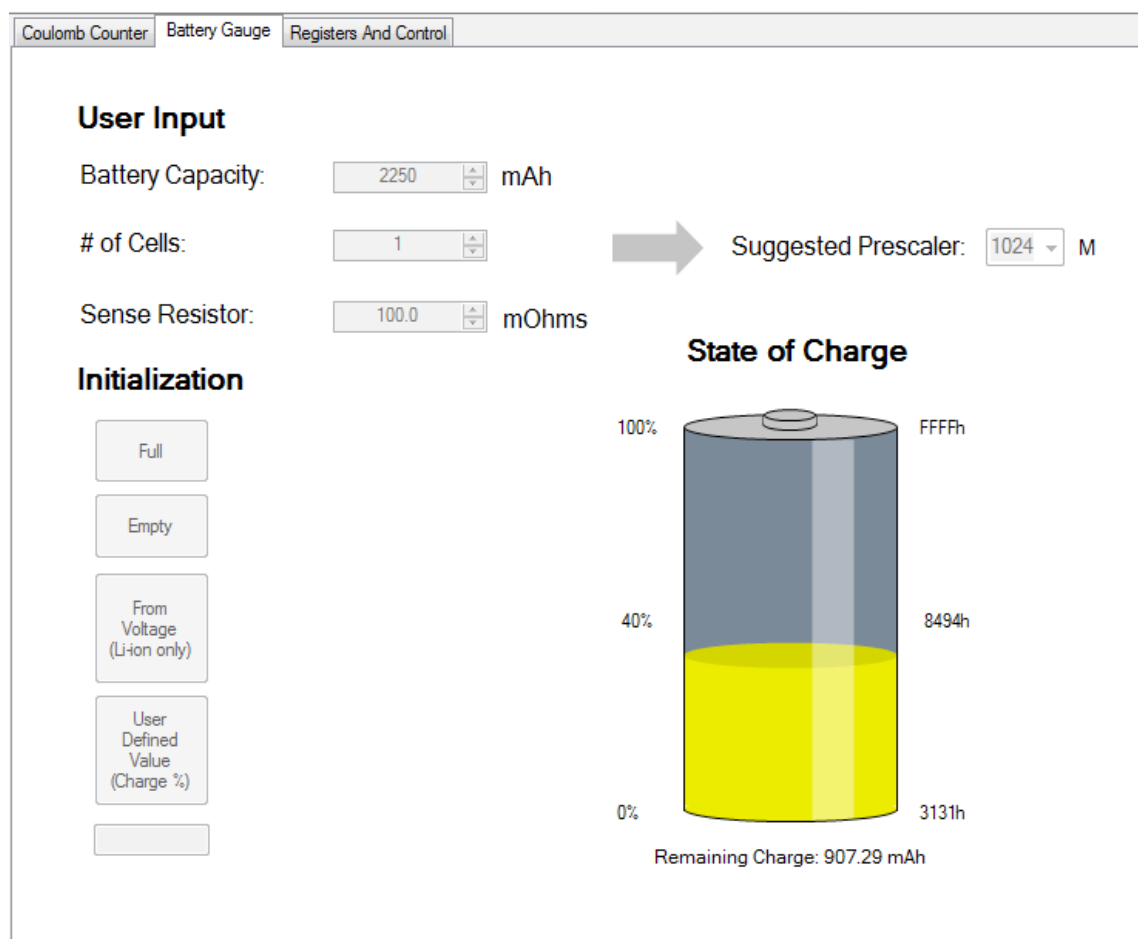 Coulomb Counter Battery Gauge Registers And Control
User Input
Battery Capacity: 2250 mAh
# of Cells: 1
Suggested Prescaler: 1024 M
Sense Resistor: 100.0 mOhms
State of Charge
Initialization
100% FFFFh
Full
Empty
From
Voltage
(Li-ion only)
40% 8494h
User
Defined
Value
(Charge %)
0% 3131h
Remaining Charge: 907.29 mAh